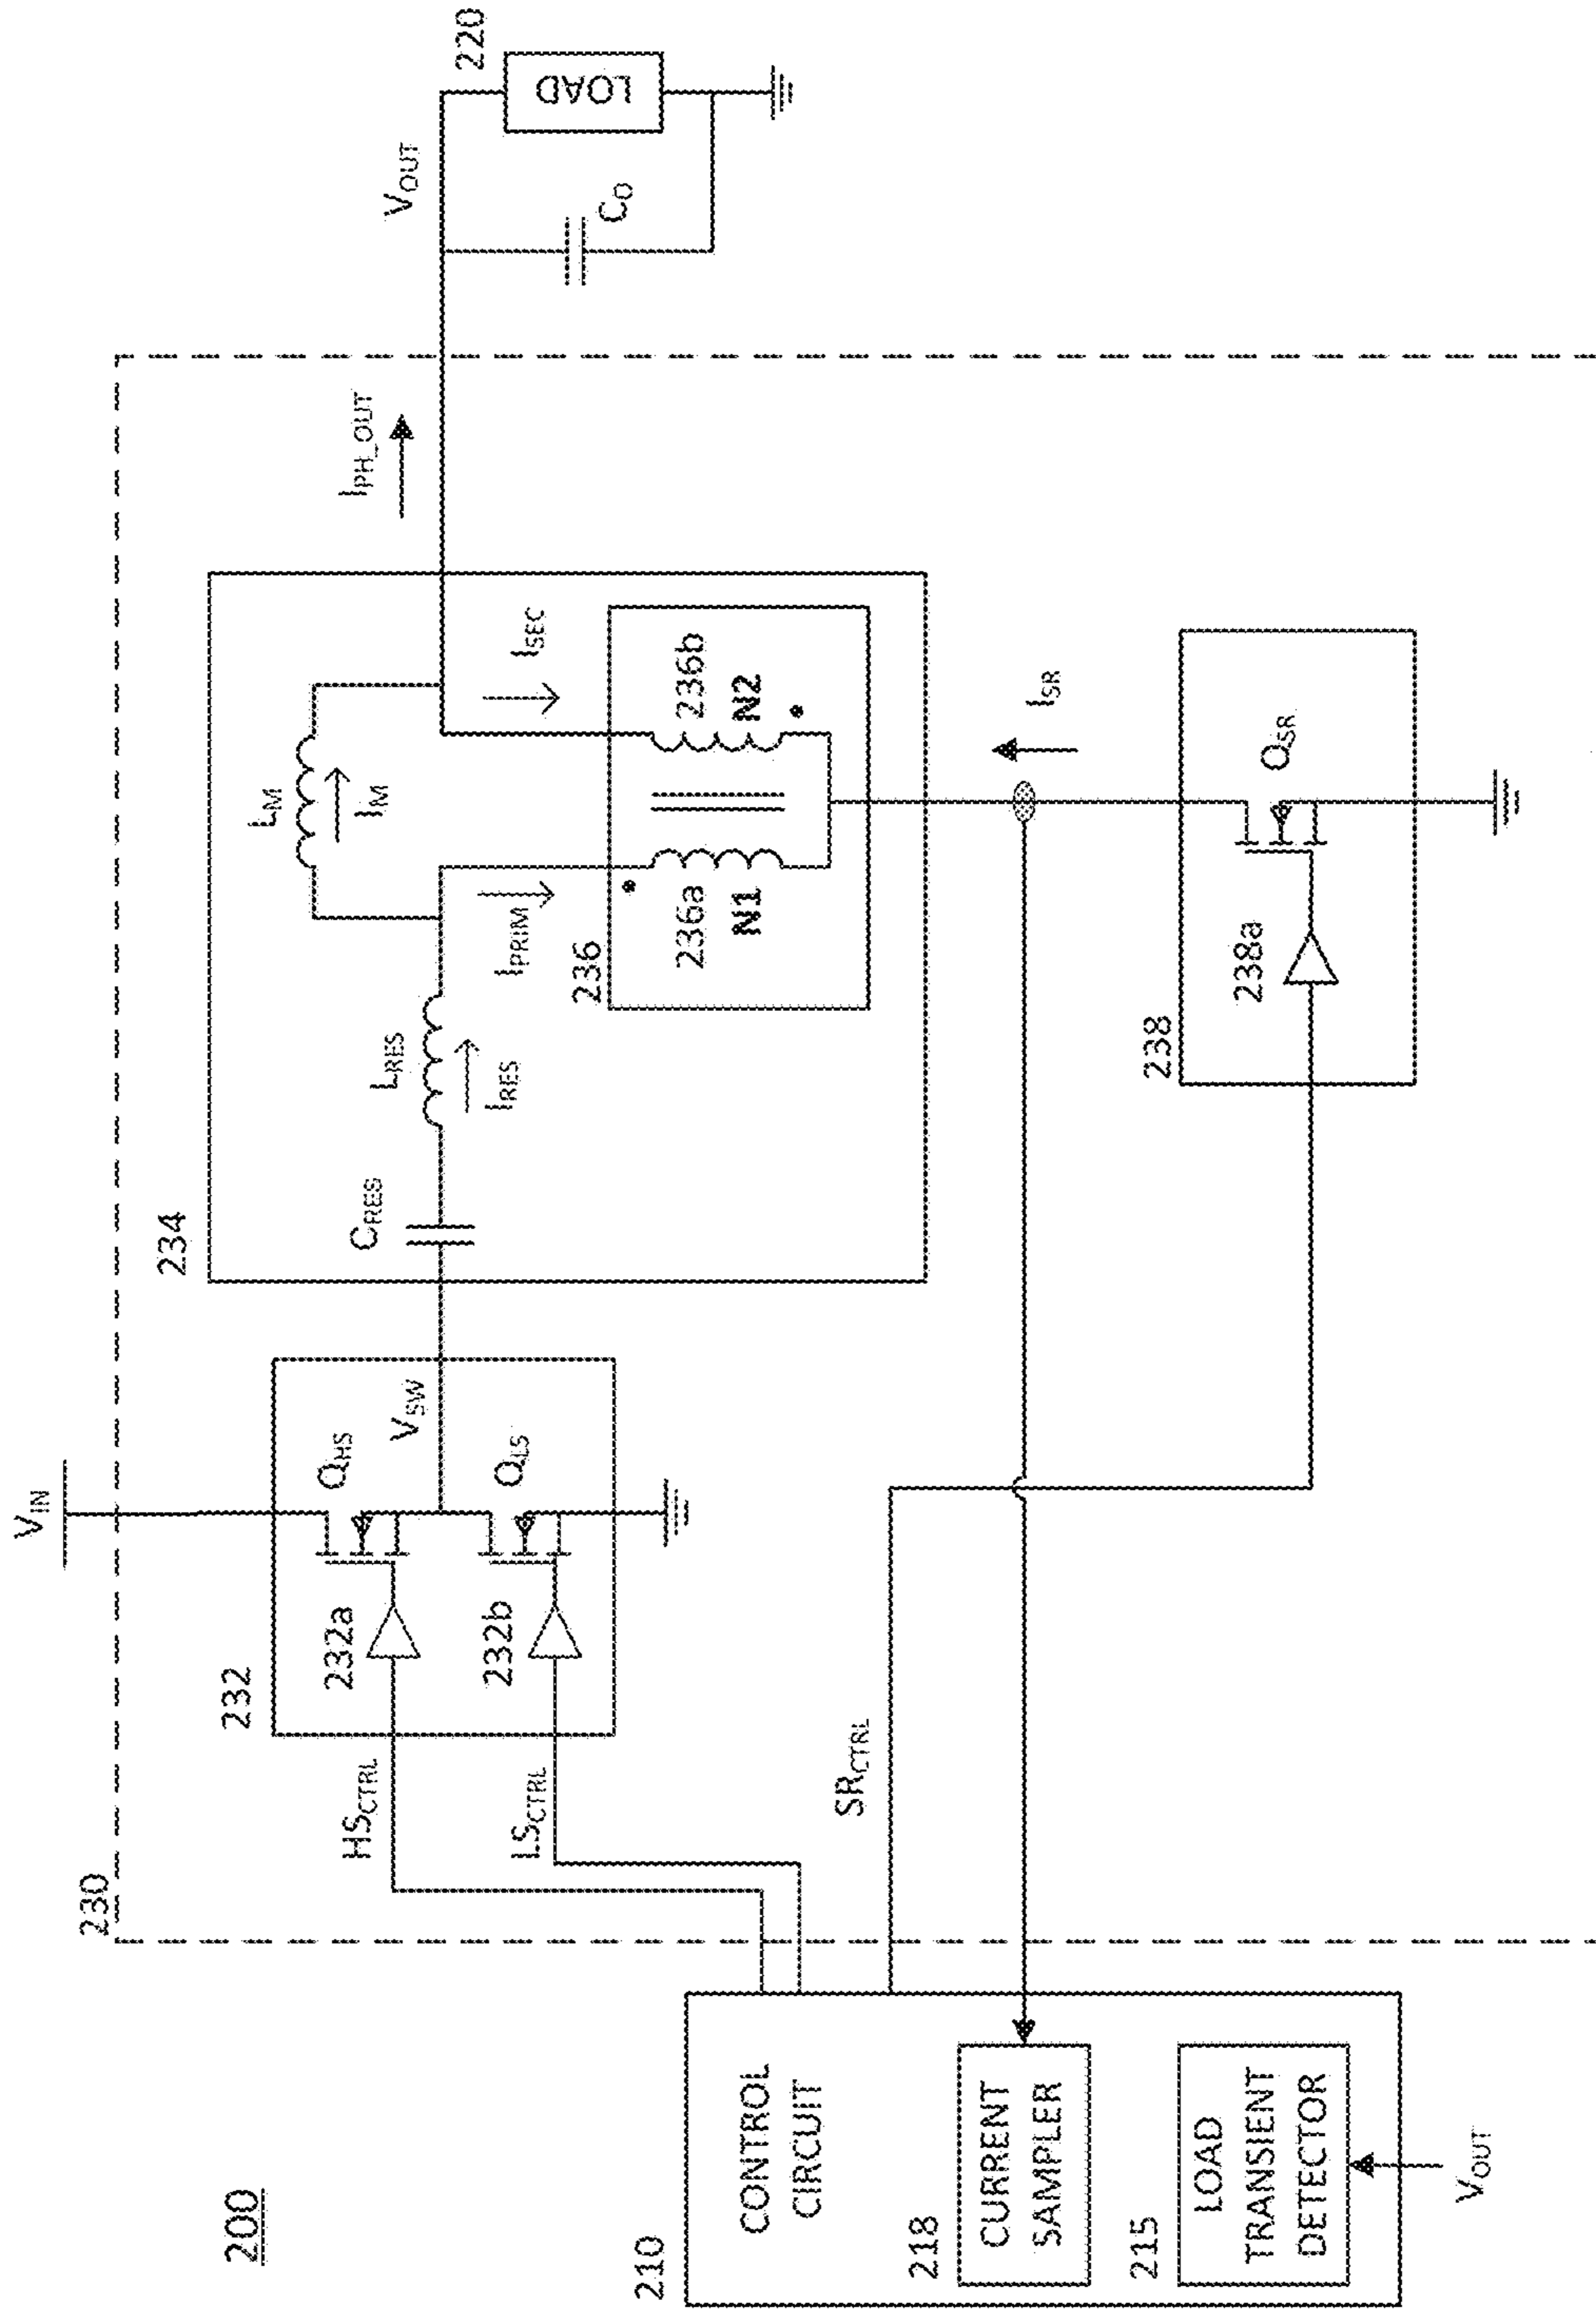 200
230
V_IN
210
CONTROL
CIRCUIT
218
CURRENT
SAMPLER
215
LOAD
TRANSIENT
DETECTOR
V_OUT
HS_CTRL
LS_CTRL
SR_CTRL
232
232a
232b
Q_HS
Q_LS
V_SW
234
C_RES
L_RES
I_RES
L_M
I_M
I_PRIM
I_SEC
236
236a
N1
236b
N2
I_SR
238
238a
Q_SR
I_PH_OUT
V_OUT
C_O
220
LOAD